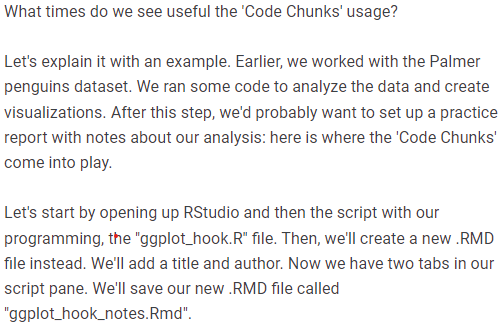 What times do we see useful the 'Code Chunks' usage?
Let's explain it with an example. Earlier, we worked with the Palmer
penguins dataset. We ran some code to analyze the data and create
visualizations. After this step, we'd probably want to set up a practice
report with notes about our analysis: here is where the 'Code Chunks'
come into play.
Let's start by opening up RStudio and then the script with our
programming, the "ggplot_hook.R" file. Then, we'll create a new .RMD
file instead. We'll add a title and author. Now we have two tabs in our
script pane. We'll save our new .RMD file called
"ggplot_hook_notes.Rmd".